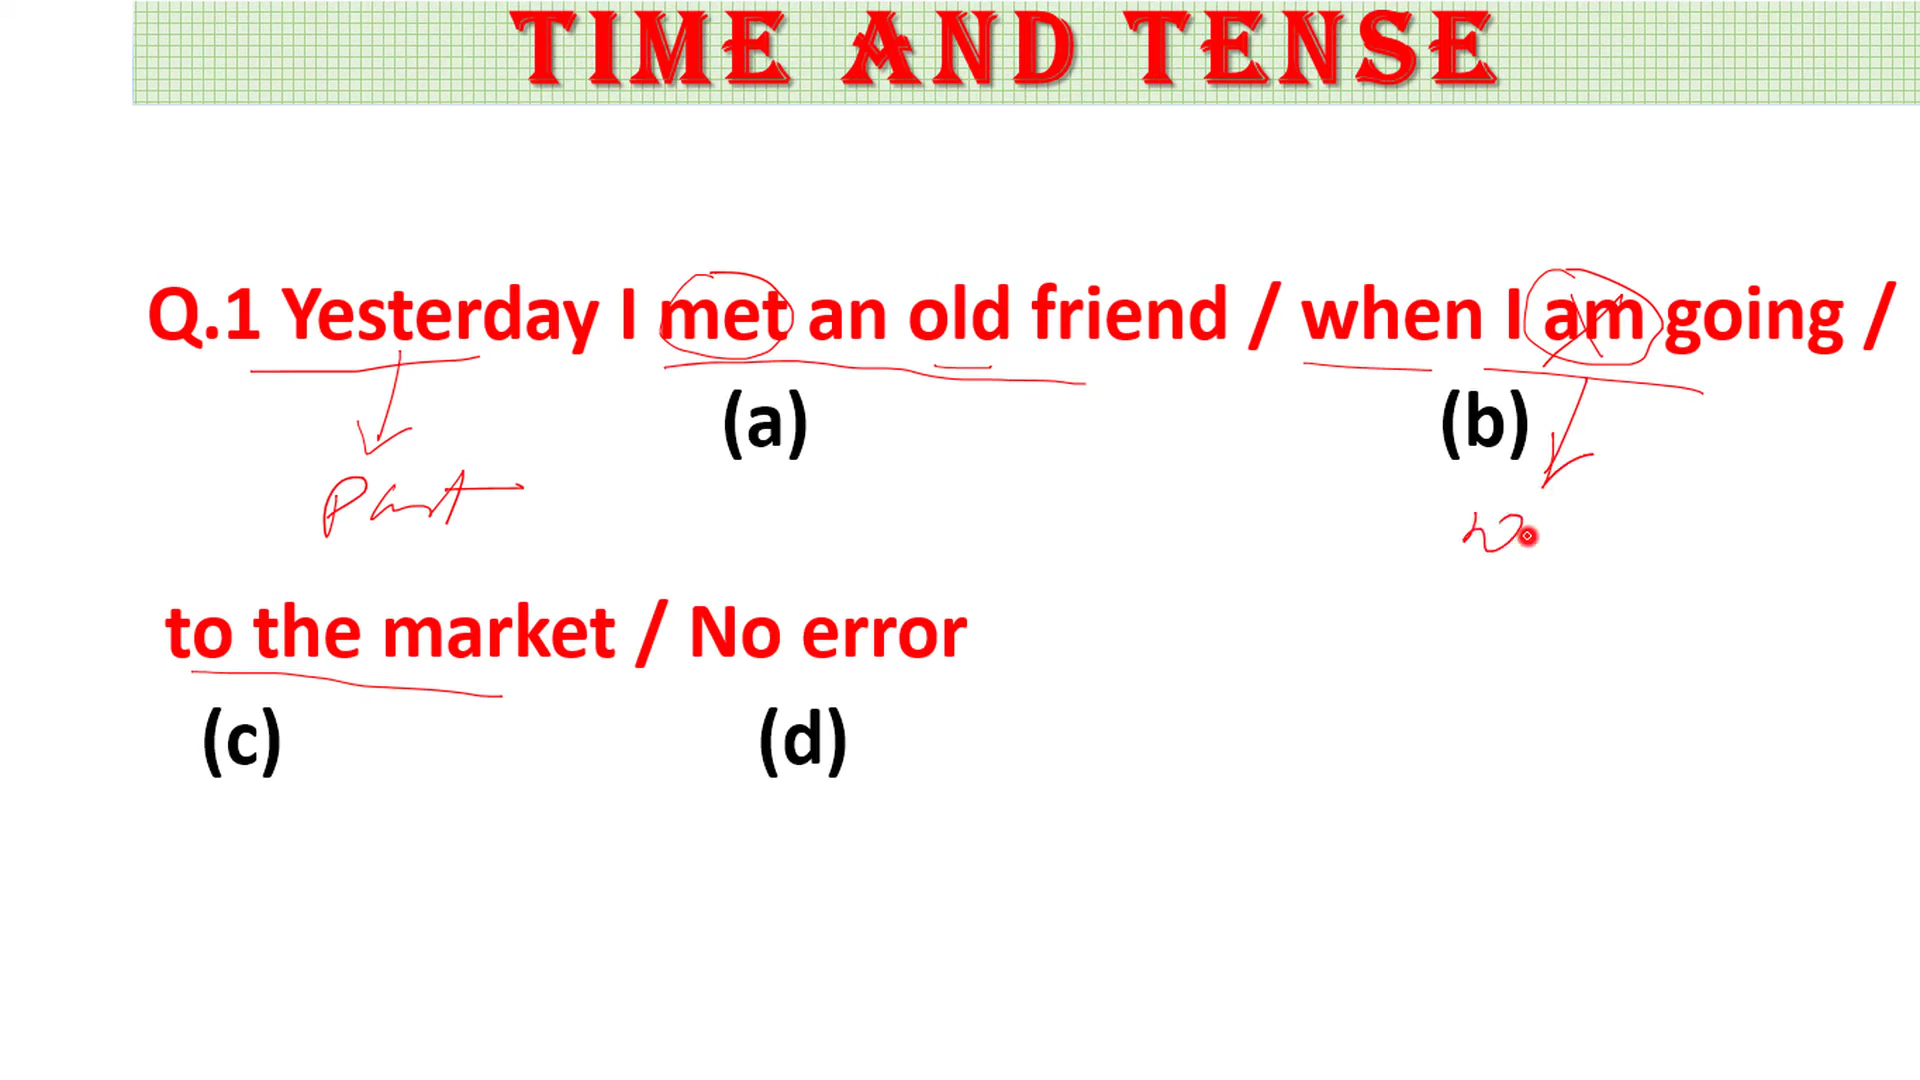 TIME AND TENSE
Q.1 Yesterday I met an old friend / when I am going /
(a) (b)
Past
to the market / No error
(c) (d)